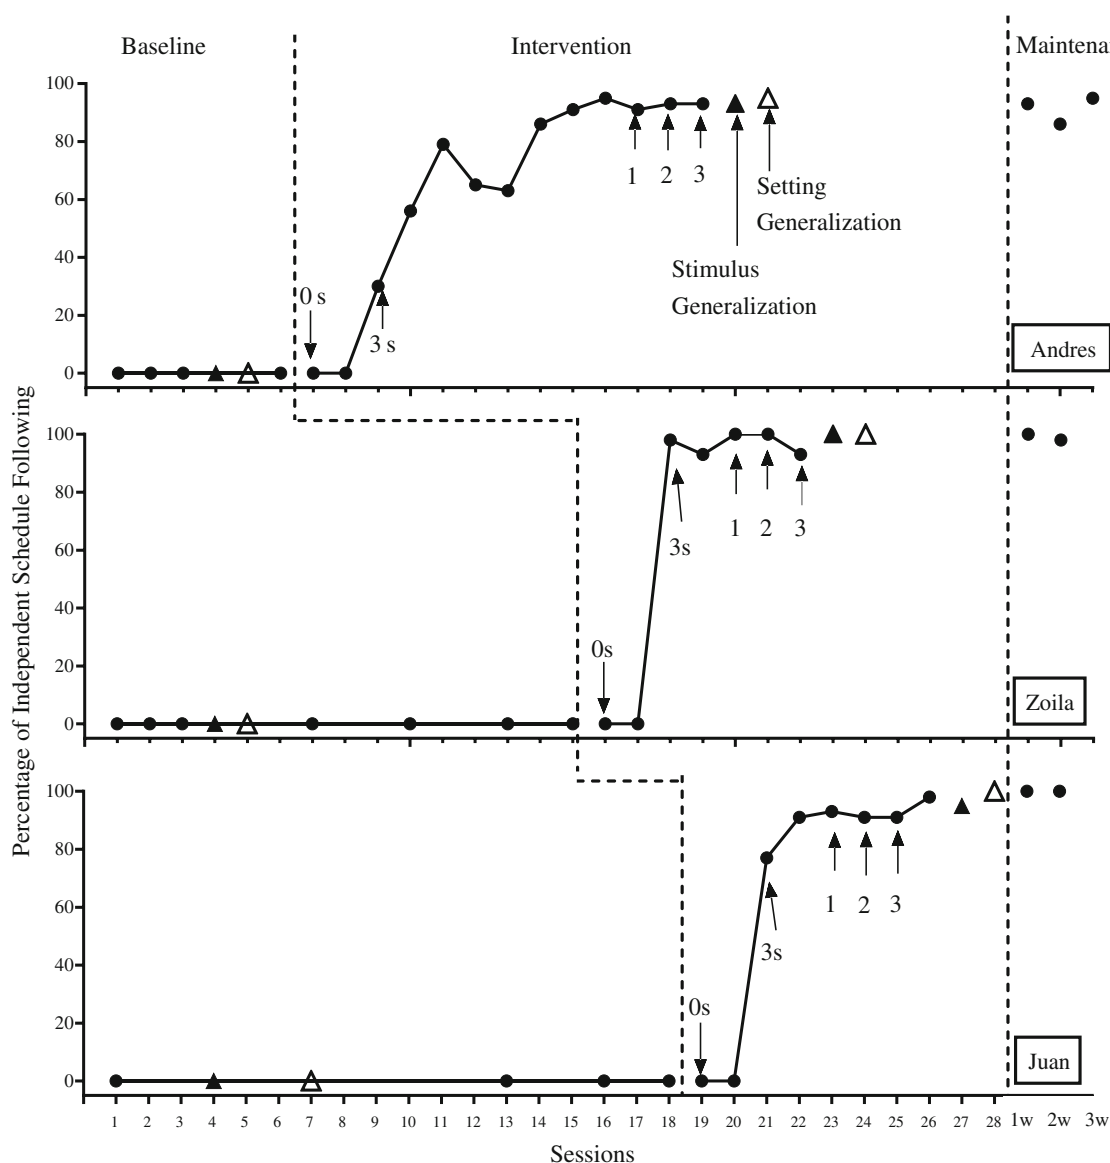 Baseline
Intervention
Maintena
100
80
60
40
20
0
0 s
3 s
1
2
3
Setting
Generalization
Stimulus
Generalization
Andres
Percentage of Independent Schedule Following
100
80
60
40
20
0
0s
3s
1
2
3
Zoila
100
80
60
40
20
0
0s
3s
1
2
3
Juan
1 2 3 4 5 6 7 8 9 10 11 12 13 14 15 16 17 18 19 20 21 22 23 24 25 26 27 28 1w 2w 3w
Sessions